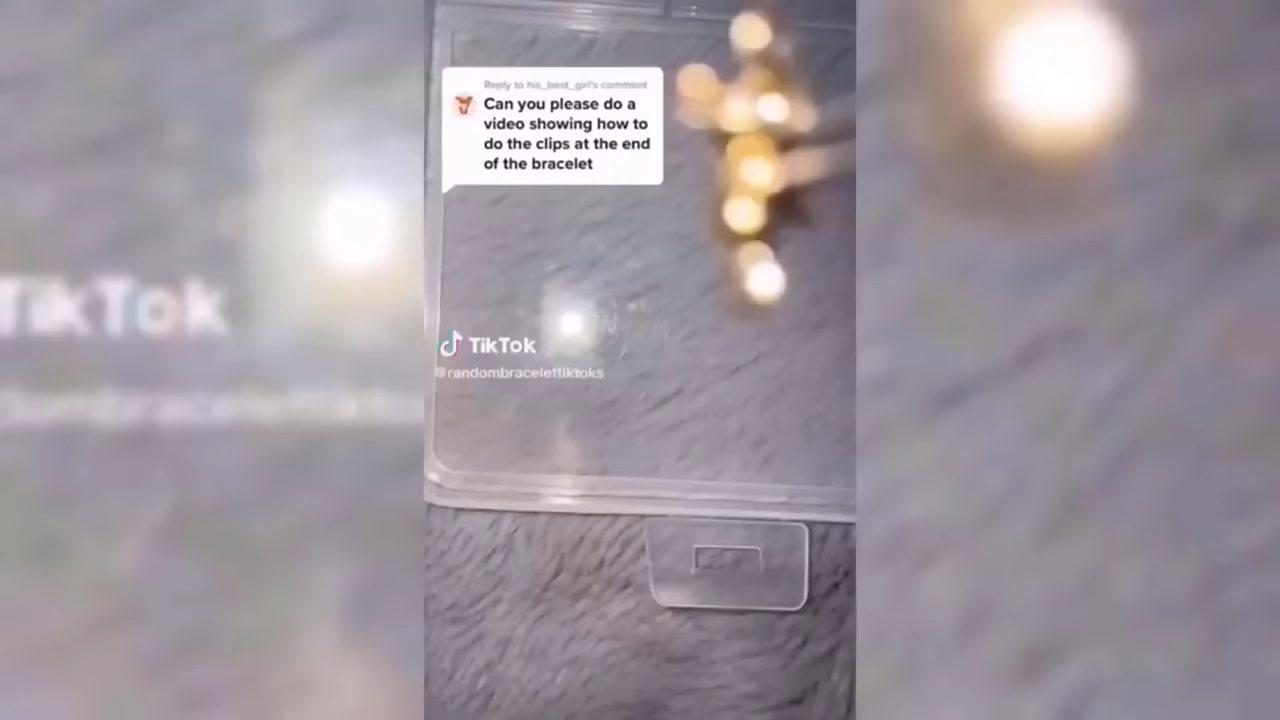 Reply to his_best_girl's comment
Can you please do a
video showing how to
do the clips at the end
of the bracelet
TikTok
@randombracelettiktoks
TikTok